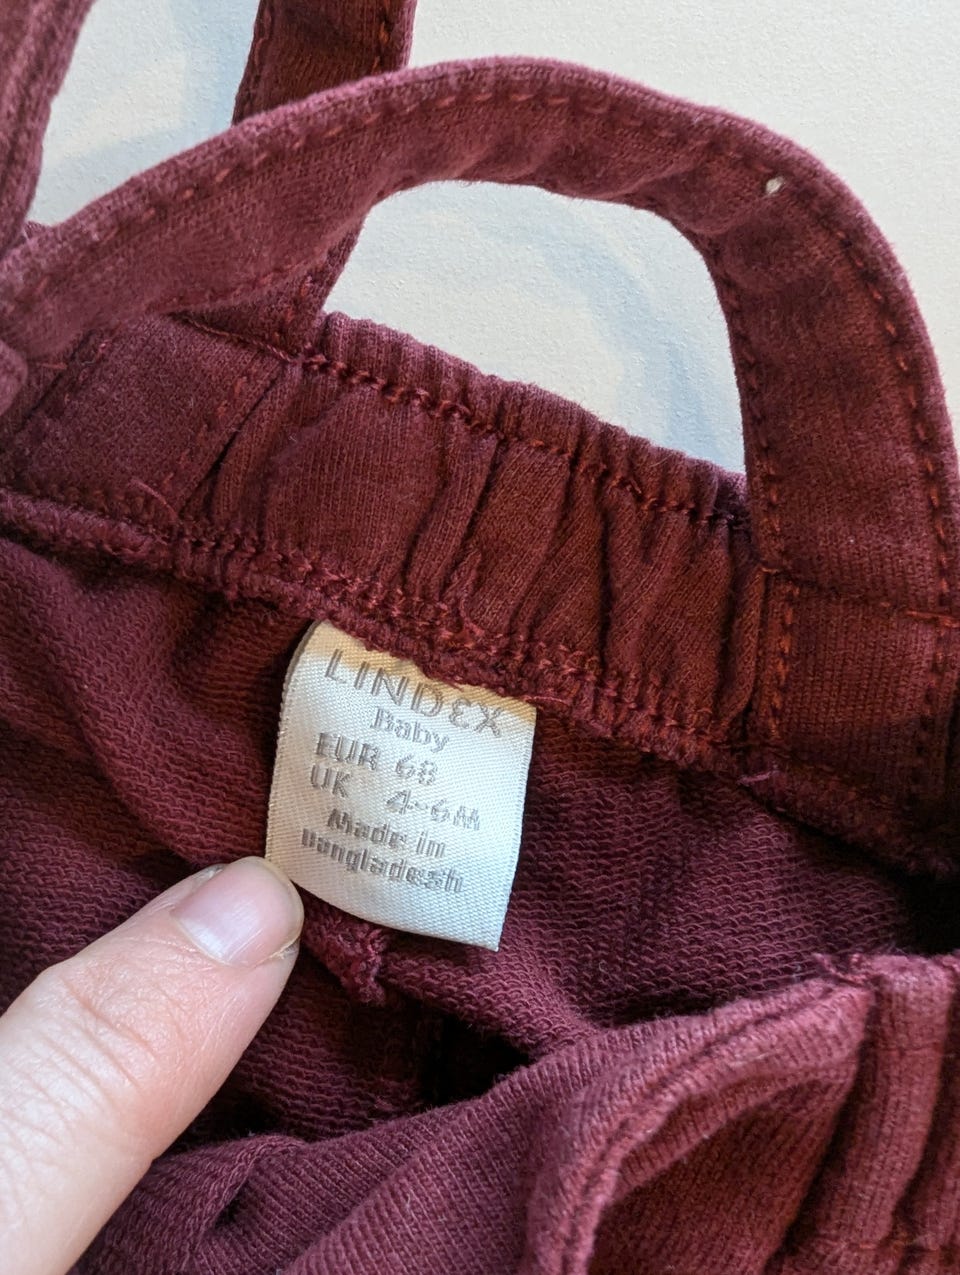 LINDEX
Baby
EUR 68
UK 4-6M
Made in
Bangladesh